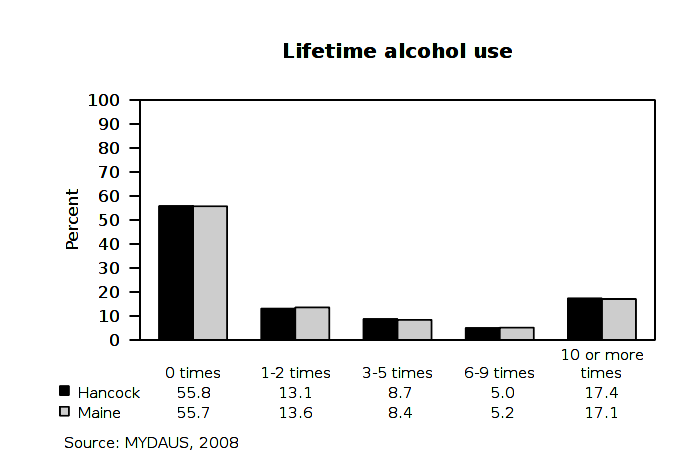 Lifetime alcohol use
Percent
100
90
80
70
60
50
40
30
20
10
0
0 times 1-2 times 3-5 times 6-9 times 10 or more times
Hancock 55.8 13.1 8.7 5.0 17.4
Maine 55.7 13.6 8.4 5.2 17.1
Source: MYDAUS, 2008